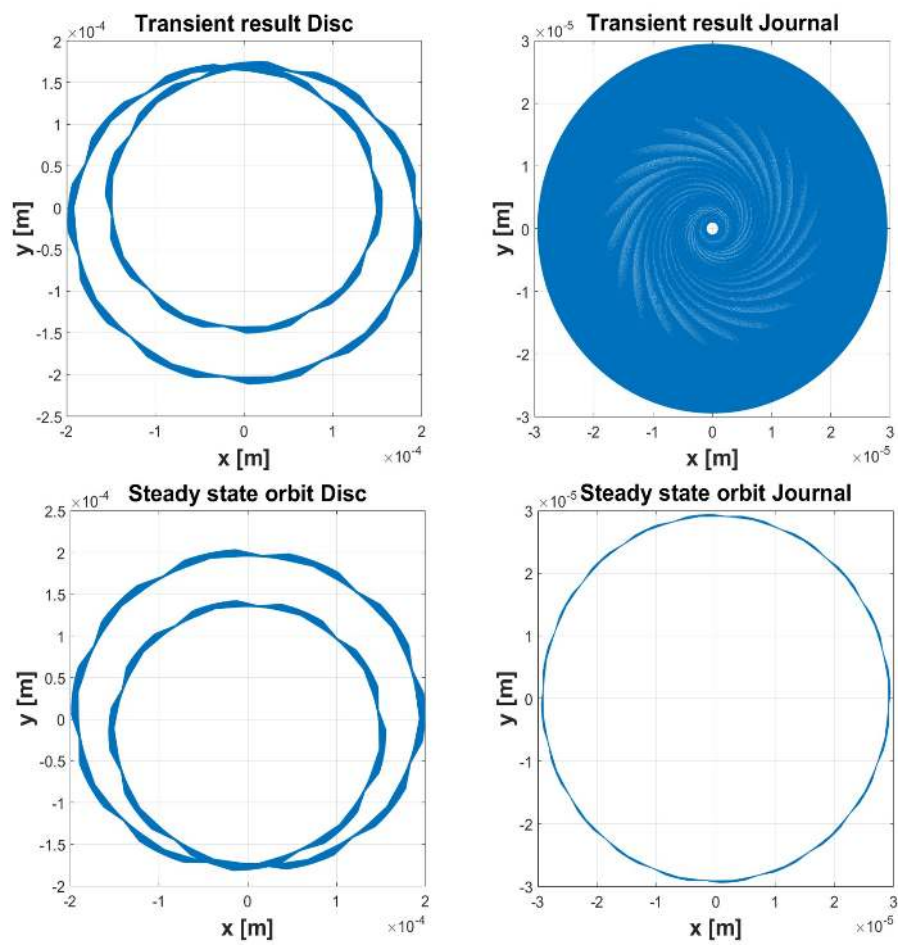 Transient result Disc
×10⁻⁴
2
1.5
1
0.5
0
-0.5
-1
-1.5
-2
-2.5
y [m]
-2 -1 0 1 2
×10⁻⁴
x [m]
Transient result Journal
×10⁻⁵
3
2
1
0
-1
-2
-3
y [m]
-3 -2 -1 0 1 2 3
×10⁻⁵
x [m]
Steady state orbit Disc
×10⁻⁴
2.5
2
1.5
1
0.5
0
-0.5
-1
-1.5
-2
y [m]
-2 -1 0 1 2
×10⁻⁴
x [m]
Steady state orbit Journal
×10⁻⁵
3
2
1
0
-1
-2
-3
y [m]
-3 -2 -1 0 1 2 3
×10⁻⁵
x [m]